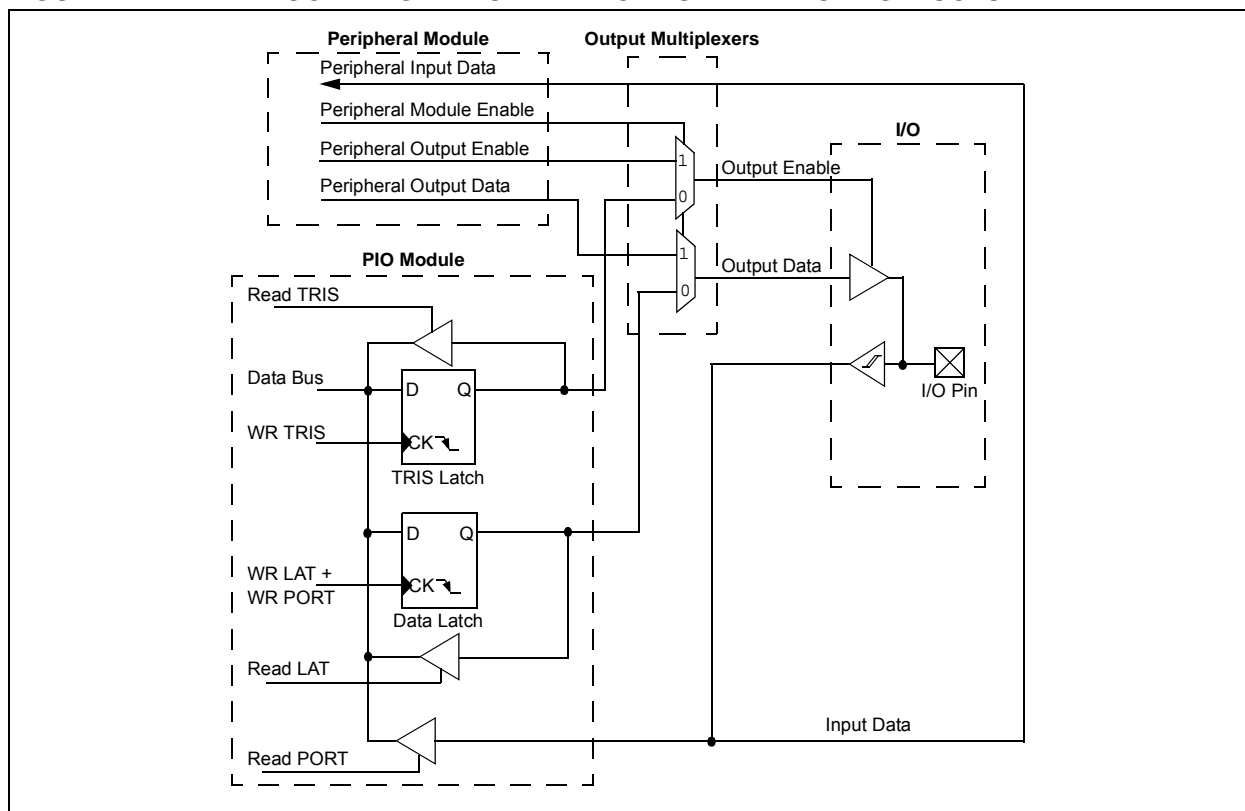 Peripheral Module
Output Multiplexers
Peripheral Input Data
Peripheral Module Enable
Peripheral Output Enable
Peripheral Output Data
1
0
1
0
Output Enable
Output Data
I/O
I/O Pin
PIO Module
Read TRIS
Data Bus
D Q
WR TRIS
CK
TRIS Latch
D Q
WR LAT +
WR PORT
CK
Data Latch
Read LAT
Read PORT
Input Data